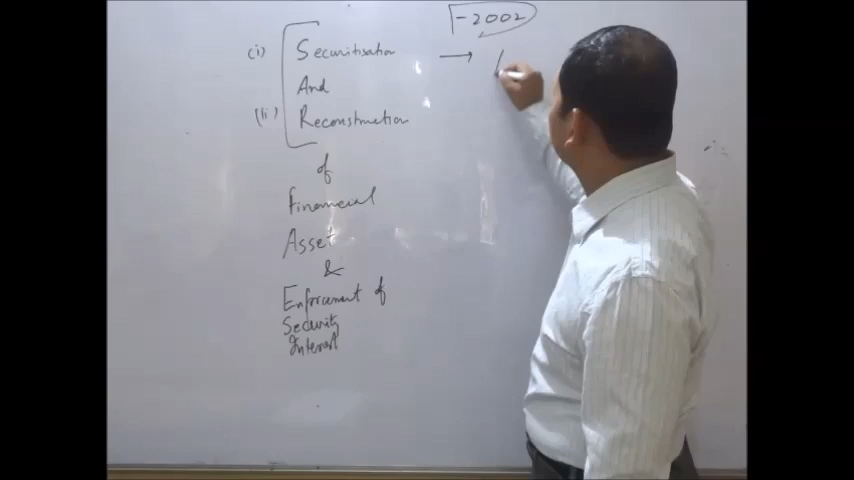 -2002
(i) Securitisation →
And
(ii) Reconstruction
of
Financial
Asset
&
Enforcement of
Security
Interest